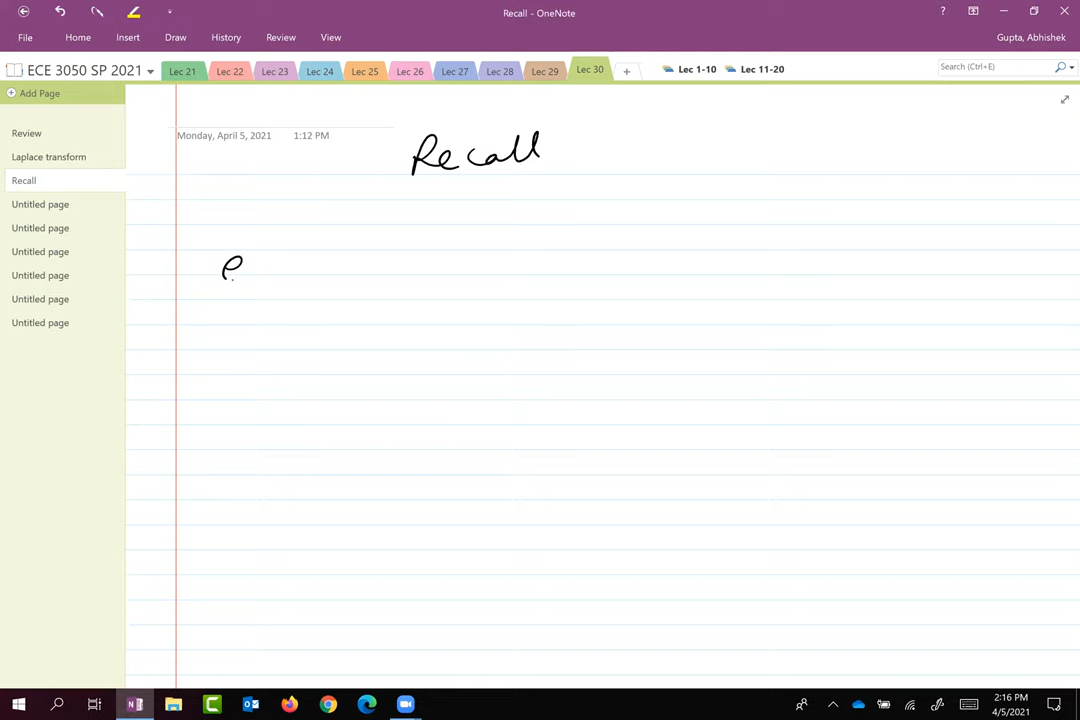 Recall - OneNote
File Home Insert Draw History Review View Gupta, Abhishek
ECE 3050 SP 2021 Lec 21 Lec 22 Lec 23 Lec 24 Lec 25 Lec 26 Lec 27 Lec 28 Lec 29 Lec 30 + Lec 1-10 Lec 11-20 Search (Ctrl+E)
Add Page
Review
Laplace transform
Recall
Untitled page
Untitled page
Untitled page
Untitled page
Untitled page
Untitled page
Monday, April 5, 2021 1:12 PM
Recall
e
2:16 PM
4/5/2021